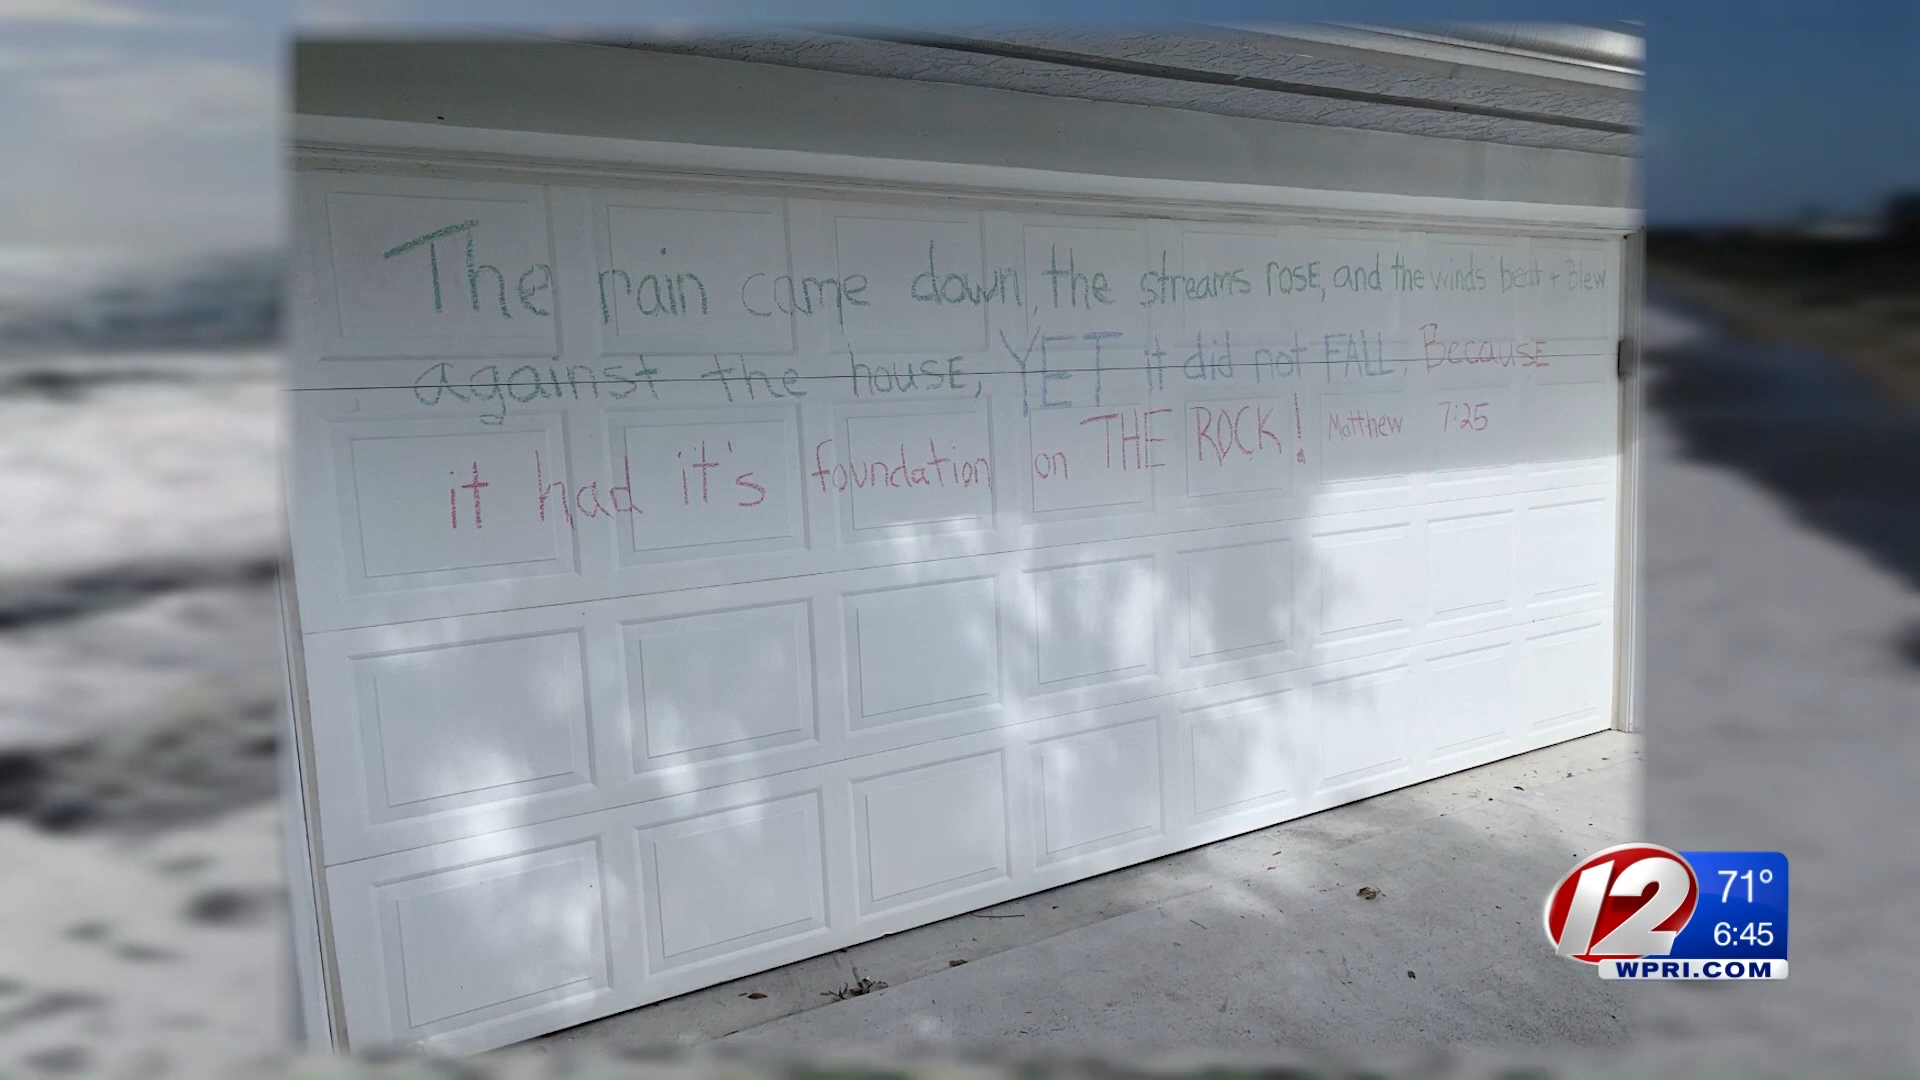 The rain came down, the streams rose, and the winds beat + Blew
against the house, YET it did not FALL. Because
it had it's foundation on THE ROCK! Matthew 7:25
12
71°
6:45
WPRI.COM